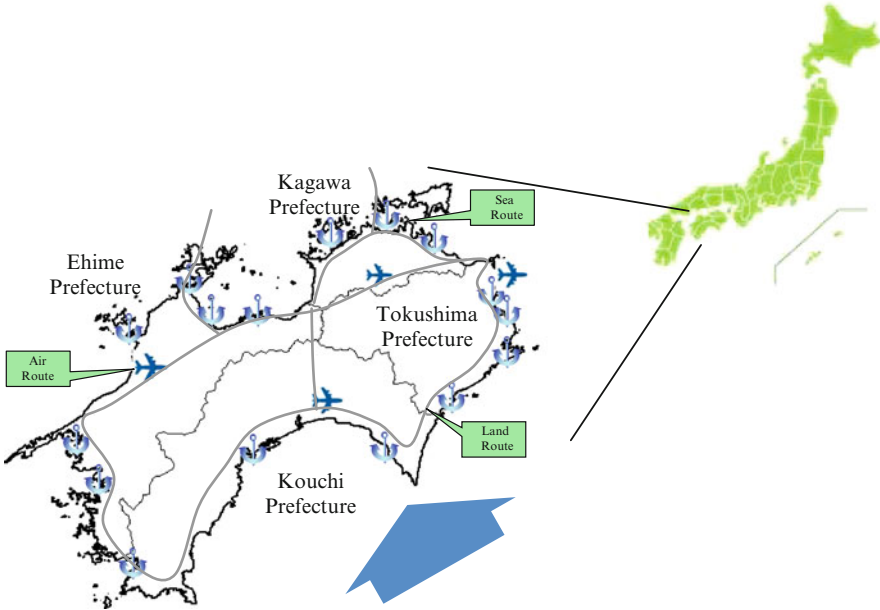 Kagawa
Prefecture
Sea
Route
Ehime
Prefecture
Tokushima
Prefecture
Air
Route
Land
Route
Kouchi
Prefecture